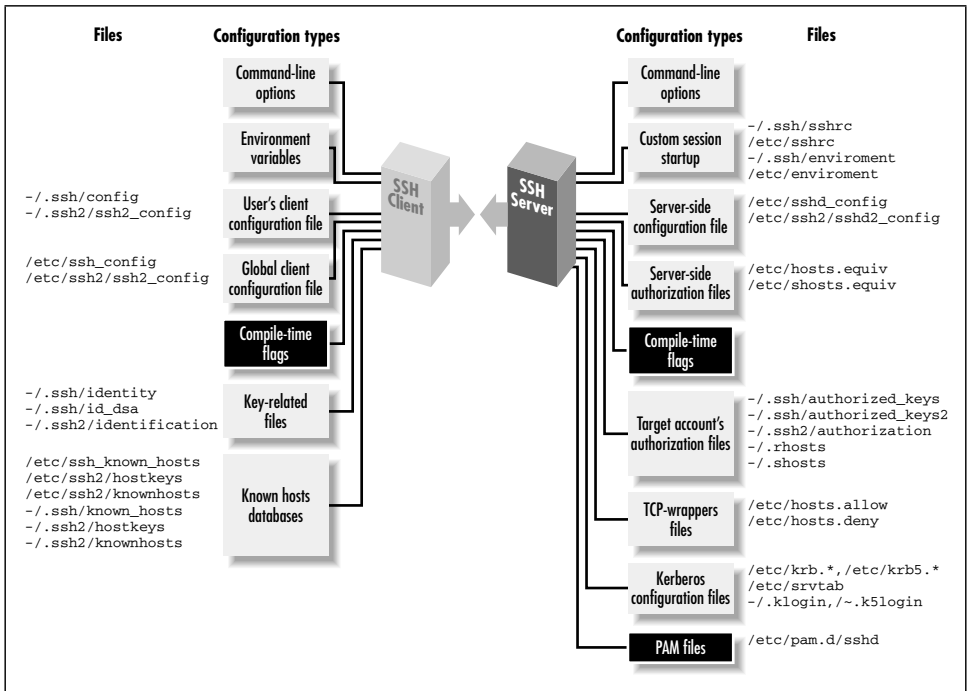 Files
Configuration types
Command-line
options
Environment
variables
-/.ssh/config
-/.ssh2/ssh2_config
User's client
configuration file
/etc/ssh_config
/etc/ssh2/ssh2_config
Global client
configuration file
Compile-time
flags
-/.ssh/identity
-/.ssh/id_dsa
-/.ssh2/identification
Key-related
files
/etc/ssh_known_hosts
/etc/ssh2/hostkeys
/etc/ssh2/knownhosts
-/.ssh/known_hosts
-/.ssh2/hostkeys
-/.ssh2/knownhosts
Known hosts
databases
SSH
Client
SSH
Server
Configuration types
Files
Command-line
options
Custom session
startup
-/.ssh/sshrc
/etc/sshrc
-/.ssh/enviroment
/etc/enviroment
Server-side
configuration file
/etc/sshd_config
/etc/ssh2/sshd2_config
Server-side
authorization files
/etc/hosts.equiv
/etc/shosts.equiv
Compile-time
flags
Target account's
authorization files
-/.ssh/authorized_keys
-/.ssh/authorized_keys2
-/.ssh2/authorization
-/.rhosts
-/.shosts
TCP-wrappers
files
/etc/hosts.allow
/etc/hosts.deny
Kerberos
configuration files
/etc/krb.*,/etc/krb5.*
/etc/srvtab
-/.klogin,/~.k5login
PAM files
/etc/pam.d/sshd